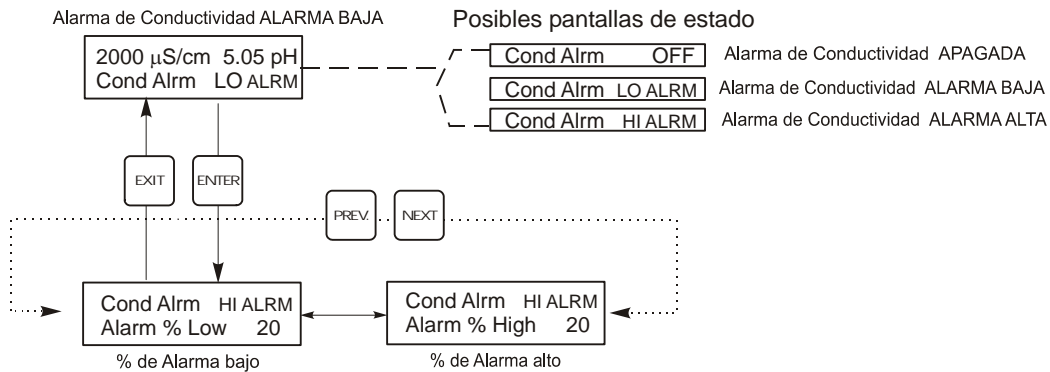 Alarma de Conductividad ALARMA BAJA
Posibles pantallas de estado
2000 µS/cm 5.05 pH
Cond Alrm LO ALRM
Cond Alrm OFF
Alarma de Conductividad APAGADA
Cond Alrm LO ALRM
Alarma de Conductividad ALARMA BAJA
Cond Alrm HI ALRM
Alarma de Conductividad ALARMA ALTA
EXIT
ENTER
PREV.
NEXT
Cond Alrm HI ALRM
Alarm % Low 20
% de Alarma bajo
Cond Alrm HI ALRM
Alarm % High 20
% de Alarma alto